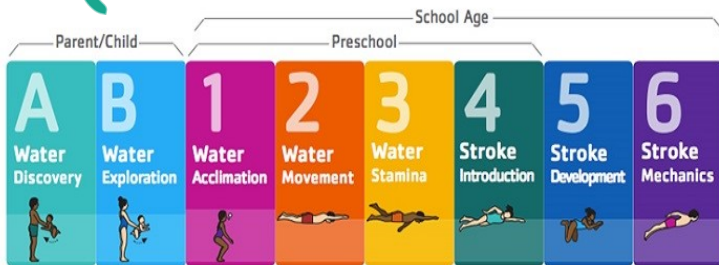 School Age
Parent/Child
Preschool
A
Water
Discovery
B
Water
Exploration
1
Water
Acclimation
2
Water
Movement
3
Water
Stamina
4
Stroke
Introduction
5
Stroke
Development
6
Stroke
Mechanics